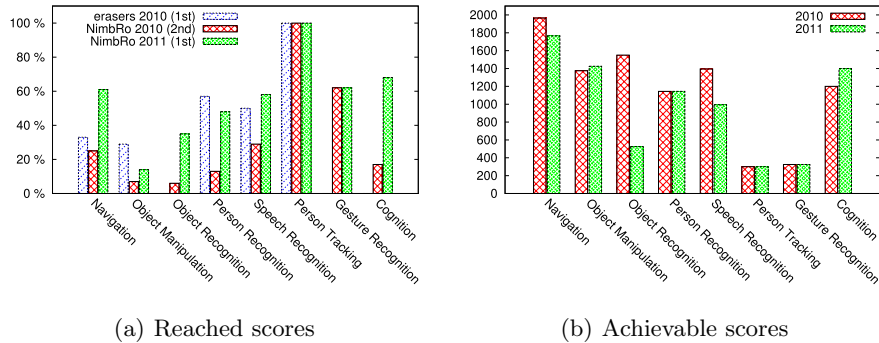 100 %
80 %
60 %
40 %
20 %
0 %
erasers 2010 (1st)
NimbRo 2010 (2nd)
NimbRo 2011 (1st)
Navigation
Object Manipulation
Object Recognition
Person Recognition
Speech Recognition
Person Tracking
Gesture Recognition
Cognition
(a) Reached scores
2000
1800
1600
1400
1200
1000
800
600
400
200
0
2010
2011
Navigation
Object Manipulation
Object Recognition
Person Recognition
Speech Recognition
Person Tracking
Gesture Recognition
Cognition
(b) Achievable scores